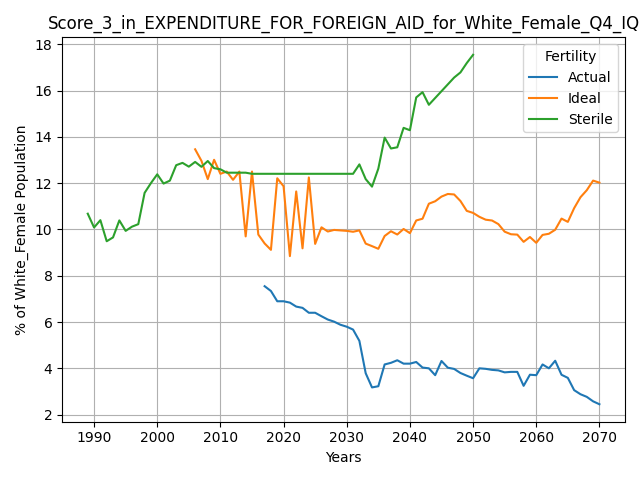 Score_3_in_EXPENDITURE_FOR_FOREIGN_AID_for_White_Female_Q4_IQ
% of White_Female Population
18
16
14
12
10
8
6
4
2
Fertility
Actual
Ideal
Sterile
1990 2000 2010 2020 2030 2040 2050 2060 2070
Years